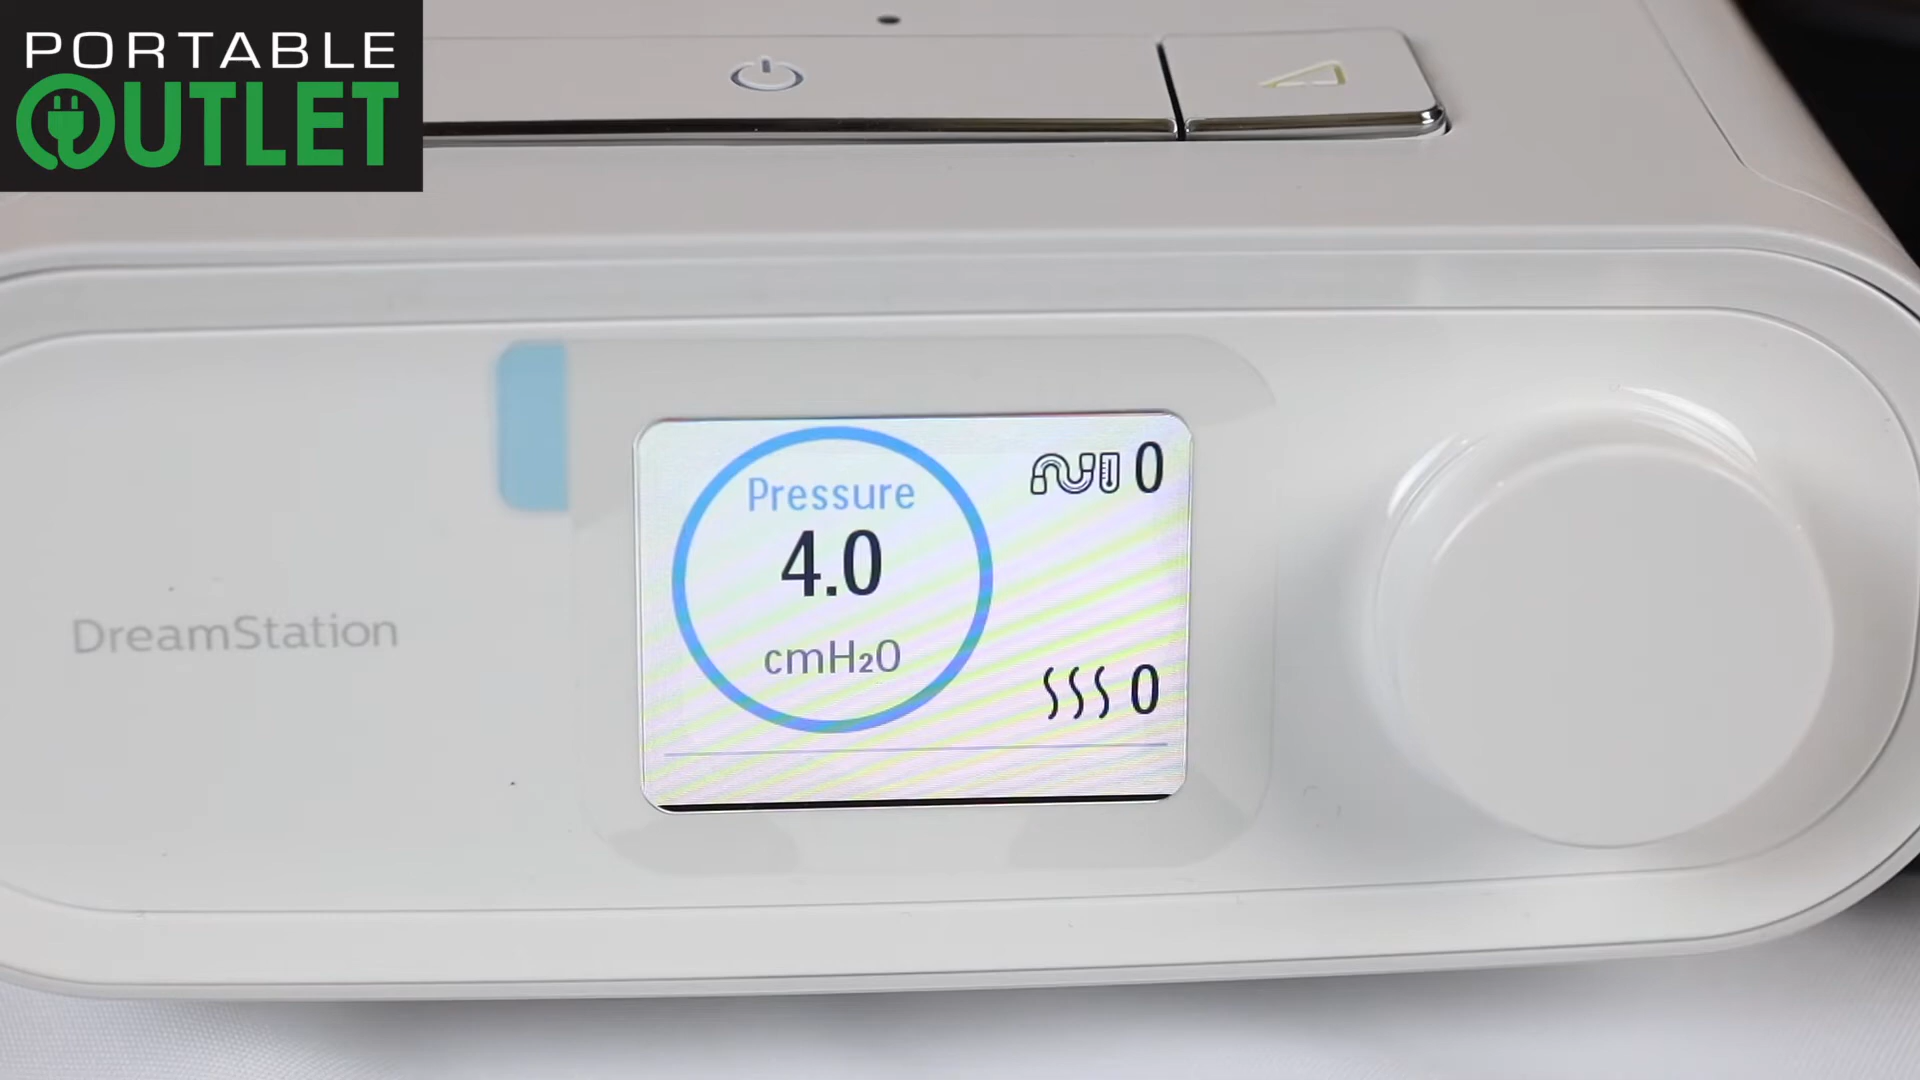 PORTABLE
OUTLET
Pressure
4.0
cmH₂O
0
0
DreamStation